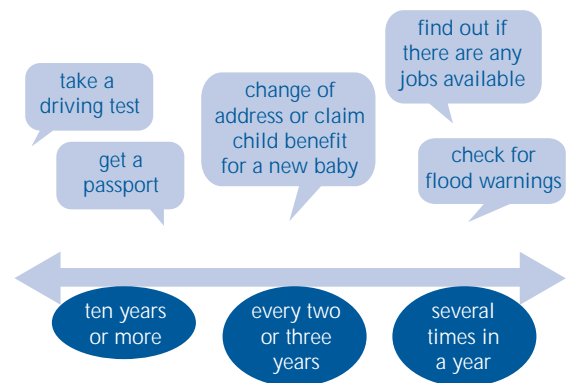 take a
driving test
get a
passport
change of
address or claim
child benefit
for a new baby
find out if
there are any
jobs available
check for
flood warnings
ten years
or more
every two
or three
years
several
times in
a year